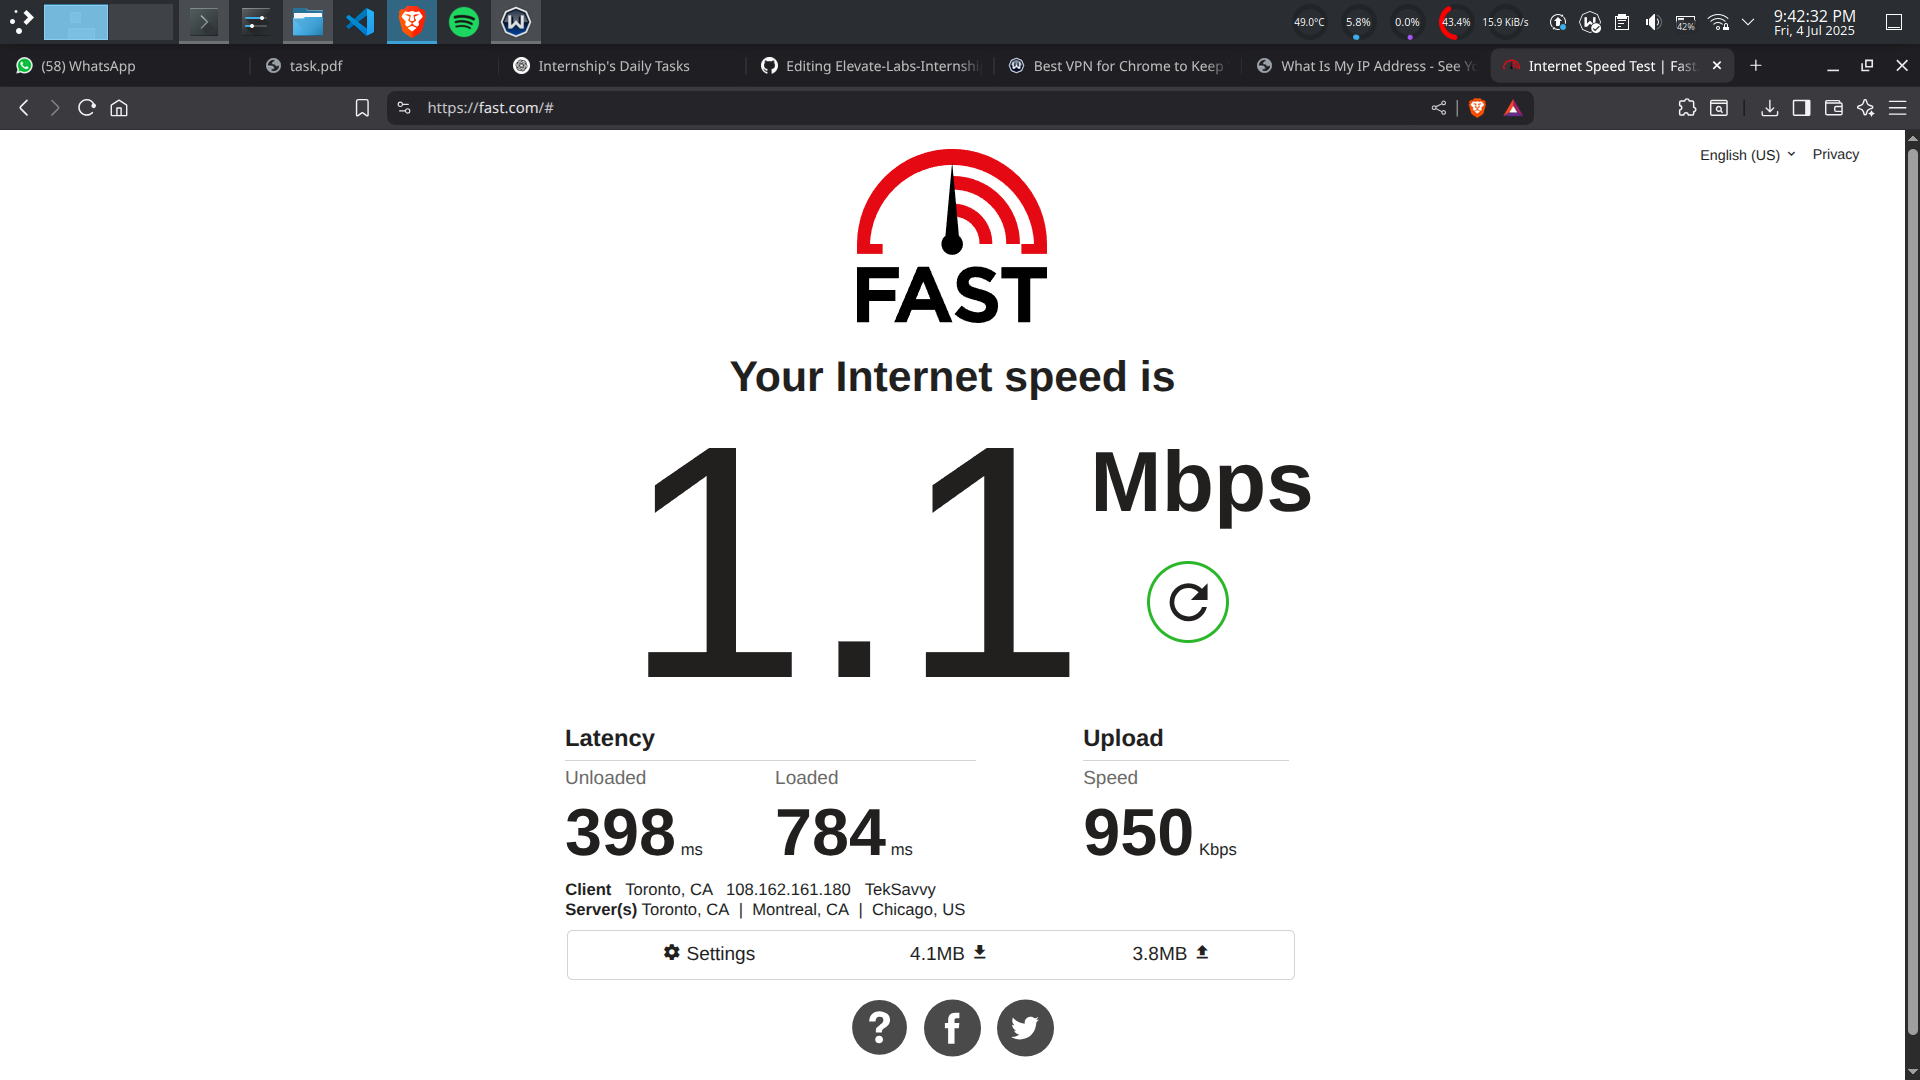 49.0°C 5.8% 0.0% 43.4% 15.9 KiB/s 42% 9:42:32 PM
Fri, 4 Jul 2025
(58) WhatsApp task.pdf Internship's Daily Tasks Editing Elevate-Labs-Internshi Best VPN for Chrome to Keep What Is My IP Address - See Yo Internet Speed Test | Fast.
https://fast.com/#
English (US) Privacy
FAST
Your Internet speed is
1.1 Mbps
Latency Upload
Unloaded Loaded Speed
398 ms 784 ms 950 Kbps
Client Toronto, CA 108.162.161.180 TekSavvy
Server(s) Toronto, CA | Montreal, CA | Chicago, US
Settings 4.1MB 3.8MB